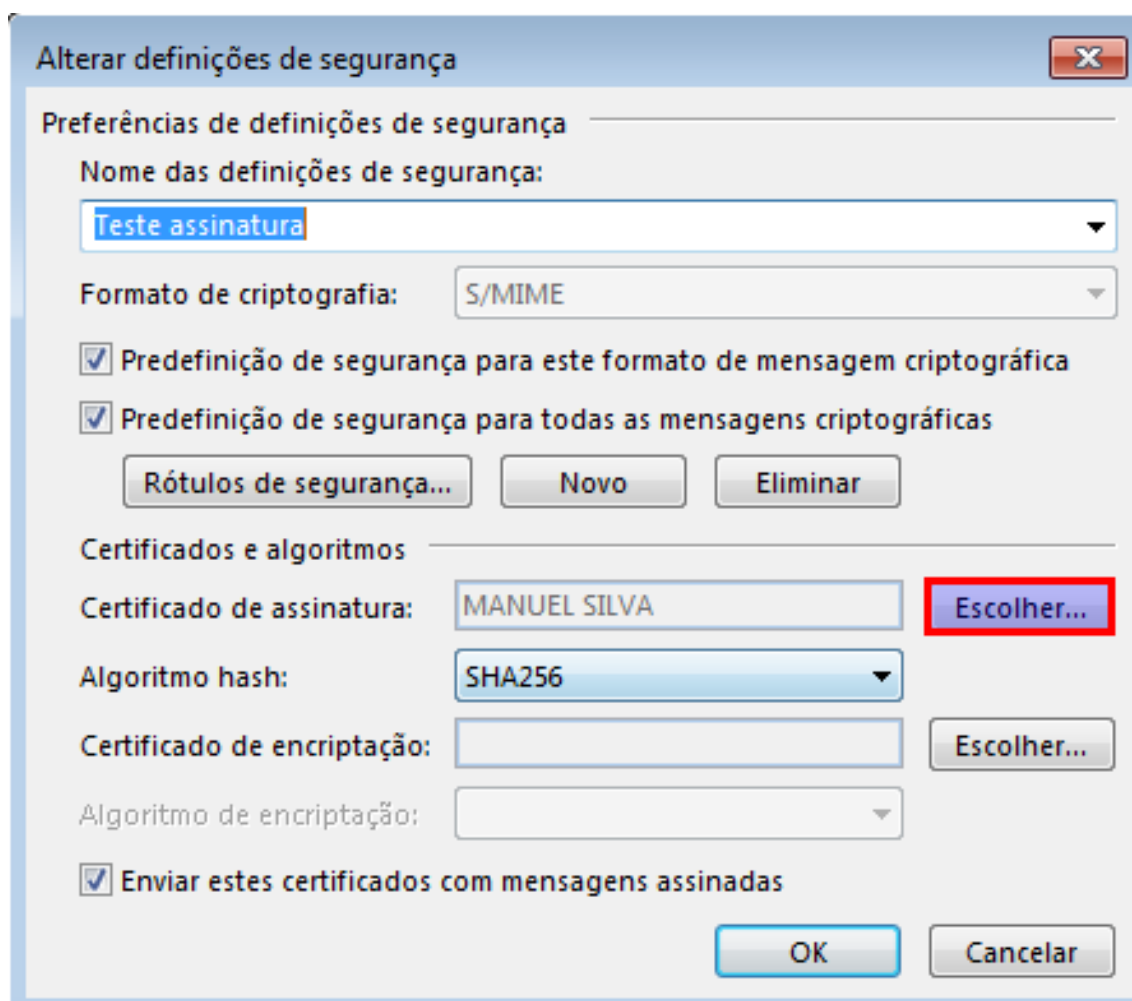 Alterar definições de segurança
Preferências de definições de segurança
Nome das definições de segurança:
Teste assinatura
Formato de criptografia: S/MIME
Predefinição de segurança para este formato de mensagem criptográfica
Predefinição de segurança para todas as mensagens criptográficas
Rótulos de segurança... Novo Eliminar
Certificados e algoritmos
Certificado de assinatura: MANUEL SILVA Escolher...
Algoritmo hash: SHA256
Certificado de encriptação: Escolher...
Algoritmo de encriptação:
Enviar estes certificados com mensagens assinadas
OK Cancelar